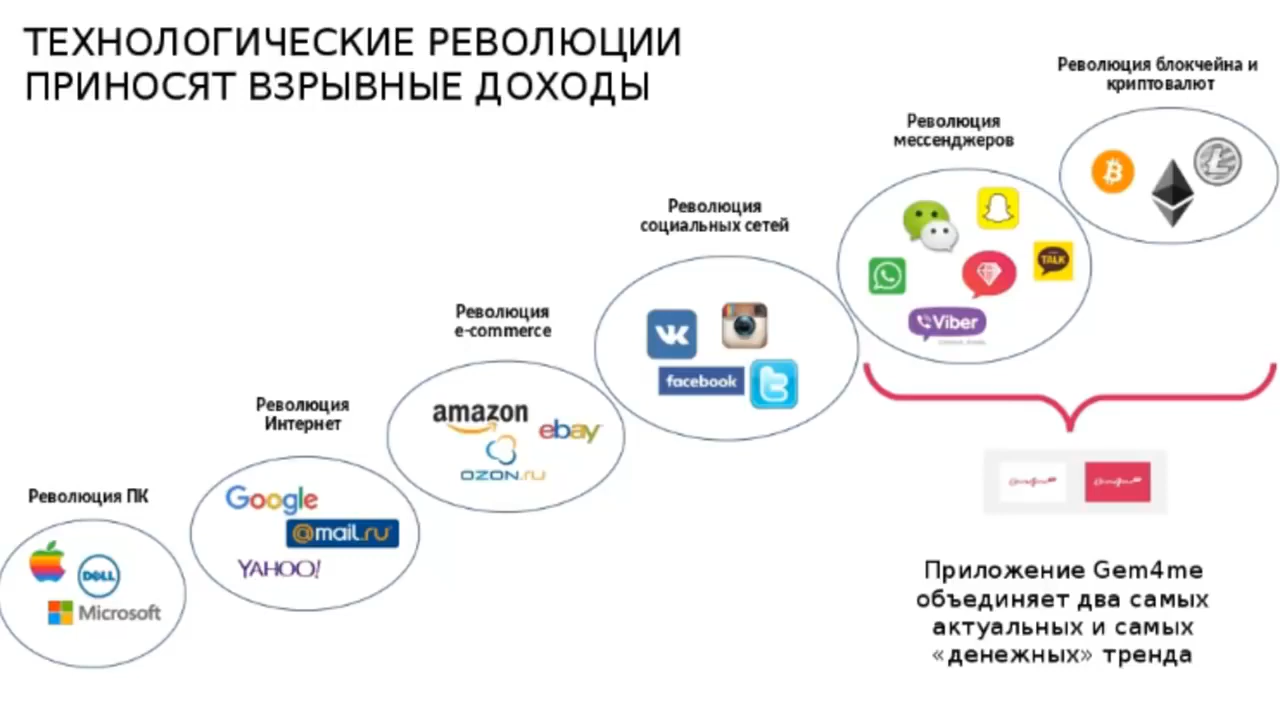 ТЕХНОЛОГИЧЕСКИЕ РЕВОЛЮЦИИ
ПРИНОСЯТ ВЗРЫВНЫЕ ДОХОДЫ
Революция ПК
DELL
Microsoft
Революция
Интернет
Google
@mail.ru
YAHOO!
Революция
e-commerce
amazon
ebay
OZON.ru
Революция
социальных сетей
facebook
Революция
мессенджеров
TALK
Viber
Революция блокчейна и
криптовалют
Приложение Gem4me
объединяет два самых
актуальных и самых
«денежных» тренда